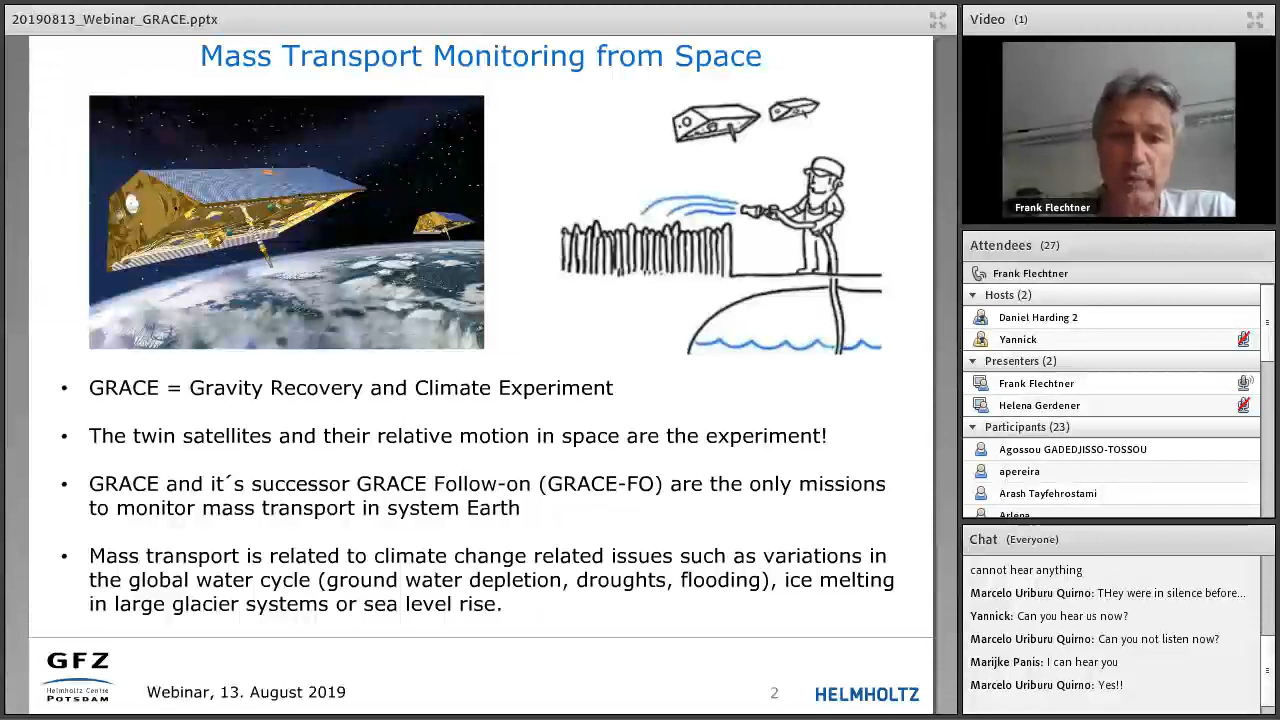 20190813_Webinar_GRACE.pptx
Mass Transport Monitoring from Space
• GRACE = Gravity Recovery and Climate Experiment
• The twin satellites and their relative motion in space are the experiment!
• GRACE and it´s successor GRACE Follow-on (GRACE-FO) are the only missions
to monitor mass transport in system Earth
• Mass transport is related to climate change related issues such as variations in
the global water cycle (ground water depletion, droughts, flooding), ice melting
in large glacier systems or sea level rise.
GFZ
Helmholtz Centre
POTSDAM
Webinar, 13. August 2019
2
HELMHOLTZ
Video (1)
Frank Flechtner
Attendees (27)
Frank Flechtner
Hosts (2)
Daniel Harding 2
Yannick
Presenters (2)
Frank Flechtner
Helena Gerdener
Participants (23)
Agossou GADEDJISSO-TOSSOU
apereira
Arash Tayfehrostami
Arlena
Chat (Everyone)
cannot hear anything
Marcelo Uriburu Quirno: THey were in silence before...
Yannick: Can you hear us now?
Marcelo Uriburu Quirno: Can you not listen now?
Marijke Panis: I can hear you
Marcelo Uriburu Quirno: Yes!!